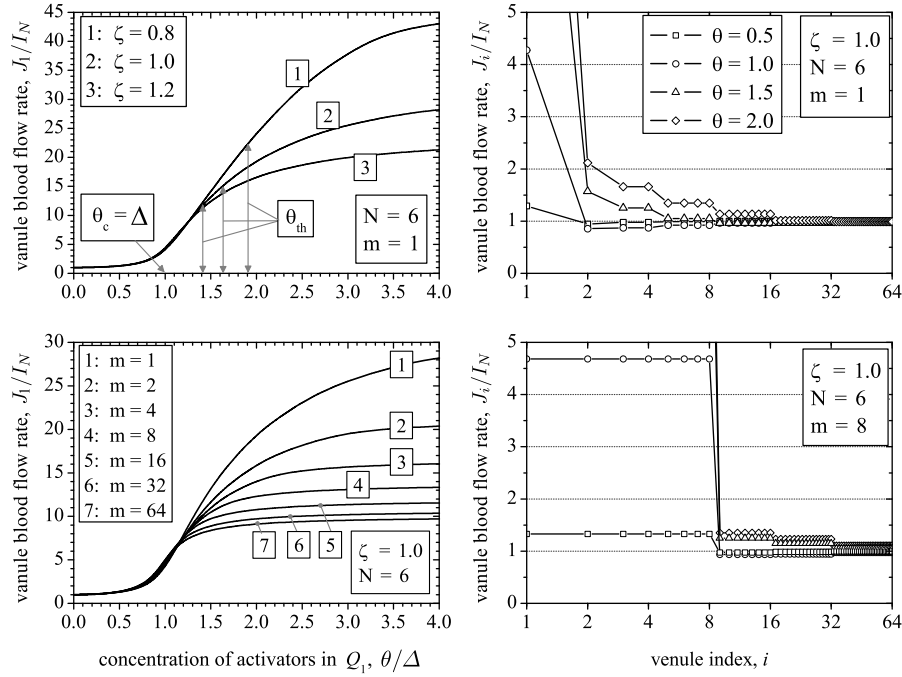 vanule blood flow rate, J₁/I_N
45
40
35
30
25
20
15
10
5
0
1: ζ = 0.8
2: ζ = 1.0
3: ζ = 1.2
1
2
3
θ_c = Δ
θ_th
N = 6
m = 1
0.0 0.5 1.0 1.5 2.0 2.5 3.0 3.5 4.0
vanule blood flow rate, J_i/I_N
5
4
3
2
1
0
θ = 0.5
θ = 1.0
θ = 1.5
θ = 2.0
ζ = 1.0
N = 6
m = 1
1 2 4 8 16 32 64
vanule blood flow rate, J₁/I_N
30
25
20
15
10
5
0
1: m = 1
2: m = 2
3: m = 4
4: m = 8
5: m = 16
6: m = 32
7: m = 64
1
2
3
4
7 6 5
ζ = 1.0
N = 6
0.0 0.5 1.0 1.5 2.0 2.5 3.0 3.5 4.0
concentration of activators in Q₁, θ/Δ
vanule blood flow rate, J_i/I_N
5
4
3
2
1
0
ζ = 1.0
N = 6
m = 8
1 2 4 8 16 32 64
venule index, i